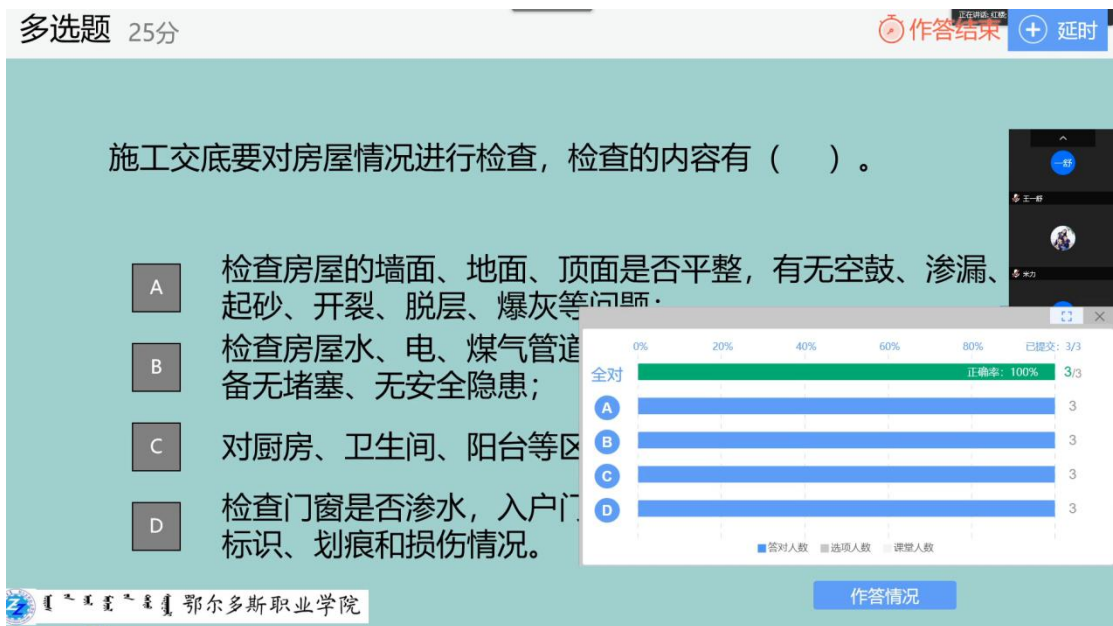 多选题 25分
作答结束
正在讲话: 红楼
延时
施工交底要对房屋情况进行检查，检查的内容有（ ）。
一舒
王一舒
米力
A 检查房屋的墙面、地面、顶面是否平整，有无空鼓、渗漏、
起砂、开裂、脱层、爆灰等问题；
B 检查房屋水、电、煤气管道
备无堵塞、无安全隐患；
C 对厨房、卫生间、阳台等区
D 检查门窗是否渗水，入户门
标识、划痕和损伤情况。
0% 20% 40% 60% 80% 已提交: 3/3
全对 正确率: 100% 3/3
A 3
B 3
C 3
D 3
答对人数 选项人数 课堂人数
作答情况
鄂尔多斯职业学院